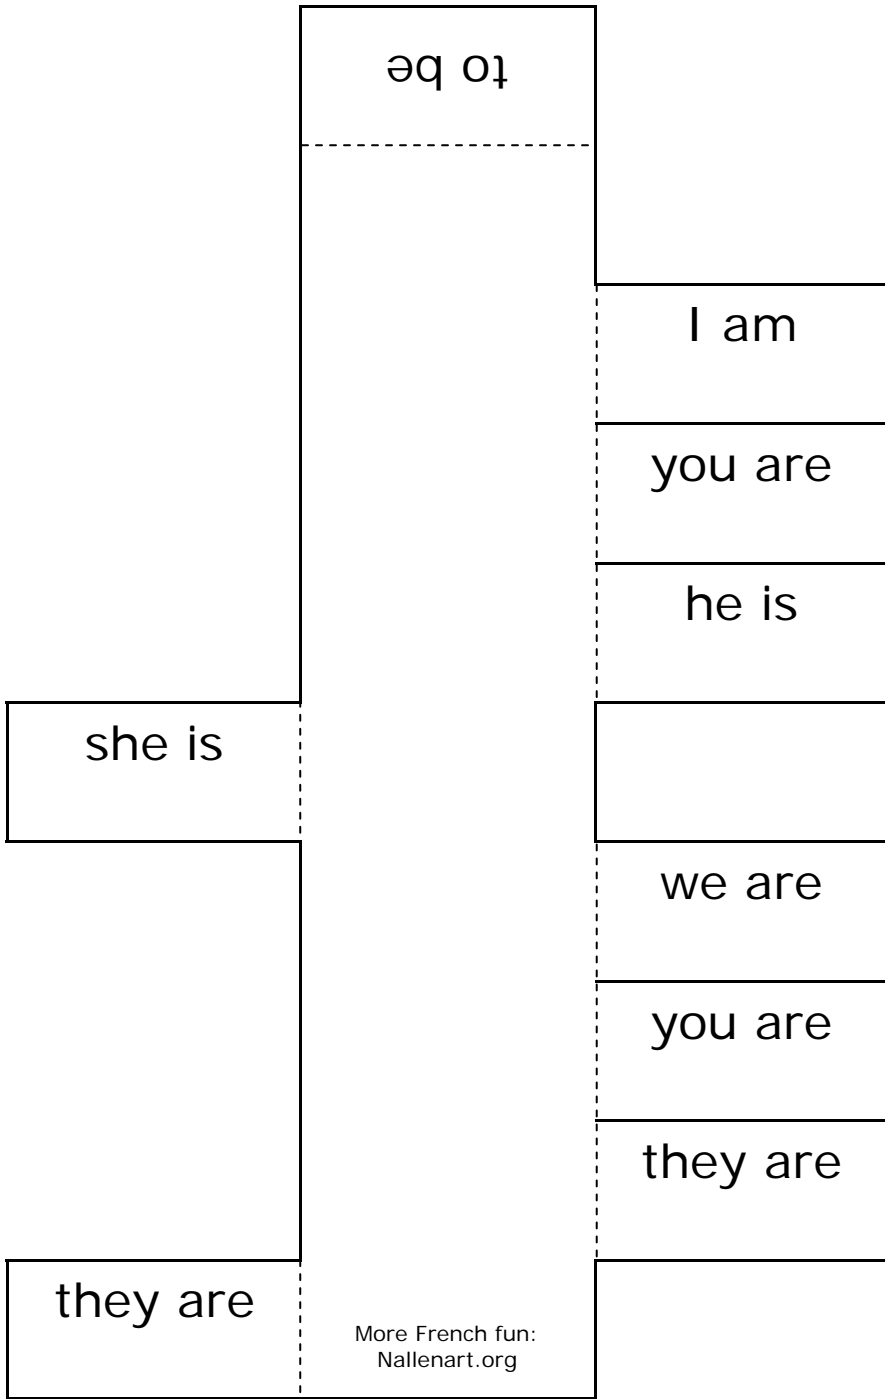 to be
I am
you are
he is
she is
we are
you are
they are
they are
More French fun:
Nallenart.org